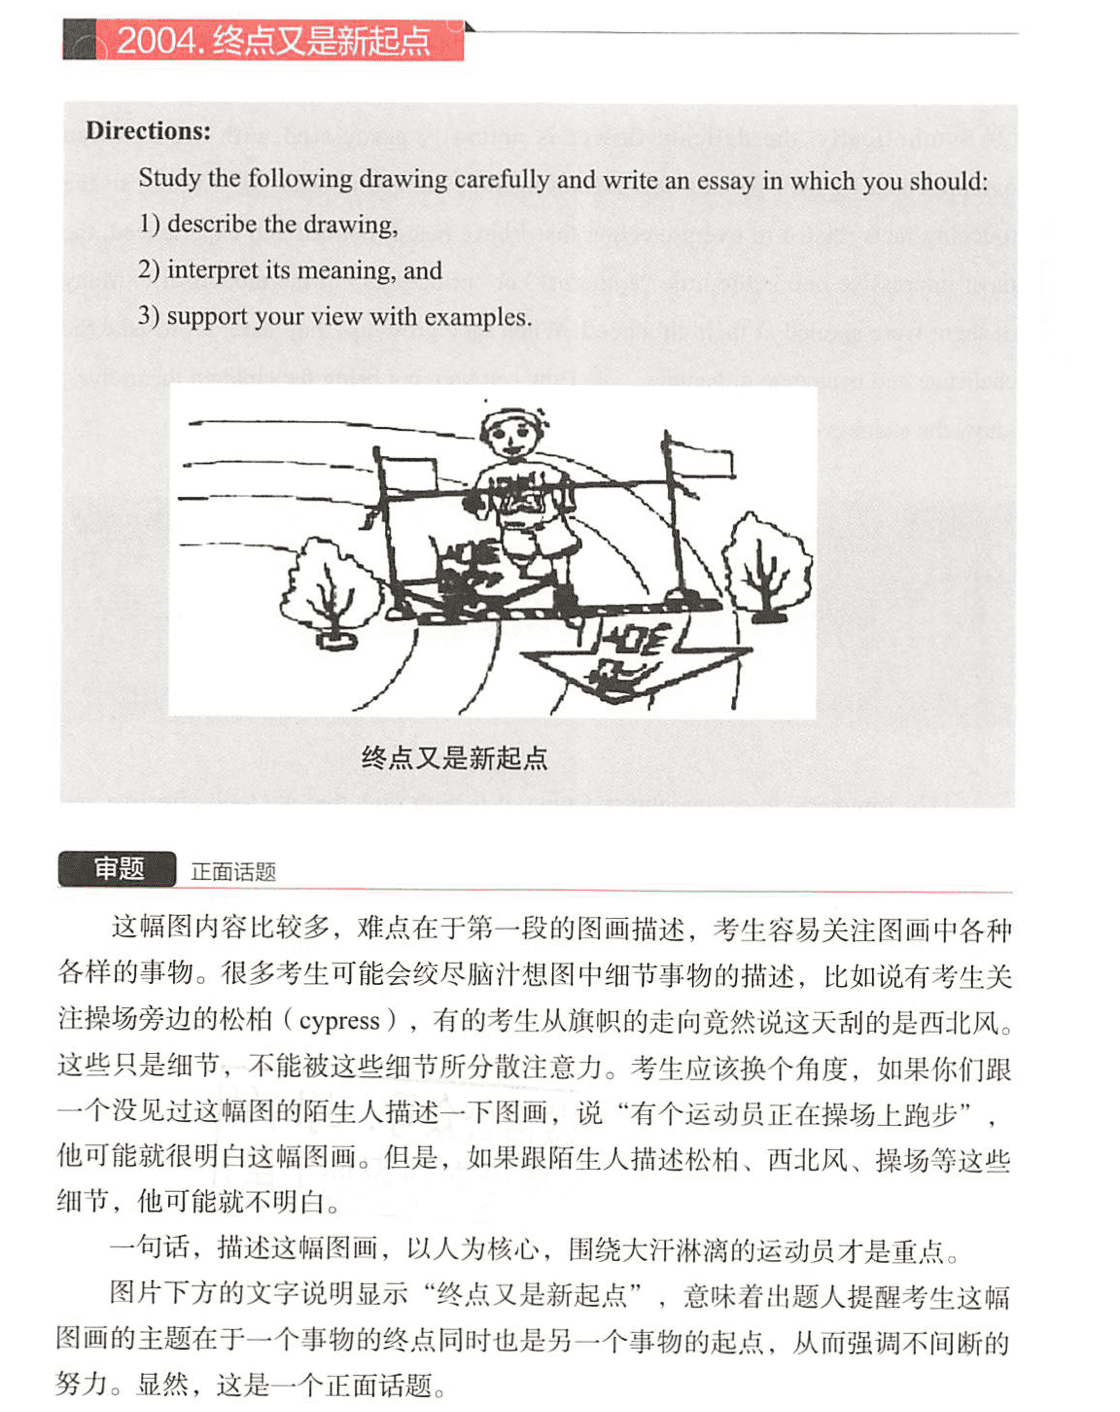 2004. 终点又是新起点
Directions:
Study the following drawing carefully and write an essay in which you should:
1) describe the drawing,
2) interpret its meaning, and
3) support your view with examples.
终点又是新起点
审题 正面话题
这幅图内容比较多，难点在于第一段的图画描述，考生容易关注图画中各种
各样的事物。很多考生可能会绞尽脑汁想图中细节事物的描述，比如说有考生关
注操场旁边的松柏（cypress），有的考生从旗帜的走向竟然说这天刮的是西北风。
这些只是细节，不能被这些细节所分散注意力。考生应该换个角度，如果你们跟
一个没见过这幅图的陌生人描述一下图画，说“有个运动员正在操场上跑步”，
他可能就很明白这幅图画。但是，如果跟陌生人描述松柏、西北风、操场等这些
细节，他可能就不明白。
一句话，描述这幅图画，以人为核心，围绕大汗淋漓的运动员才是重点。
图片下方的文字说明显示“终点又是新起点”，意味着出题人提醒考生这幅
图画的主题在于一个事物的终点同时也是另一个事物的起点，从而强调不间断的
努力。显然，这是一个正面话题。